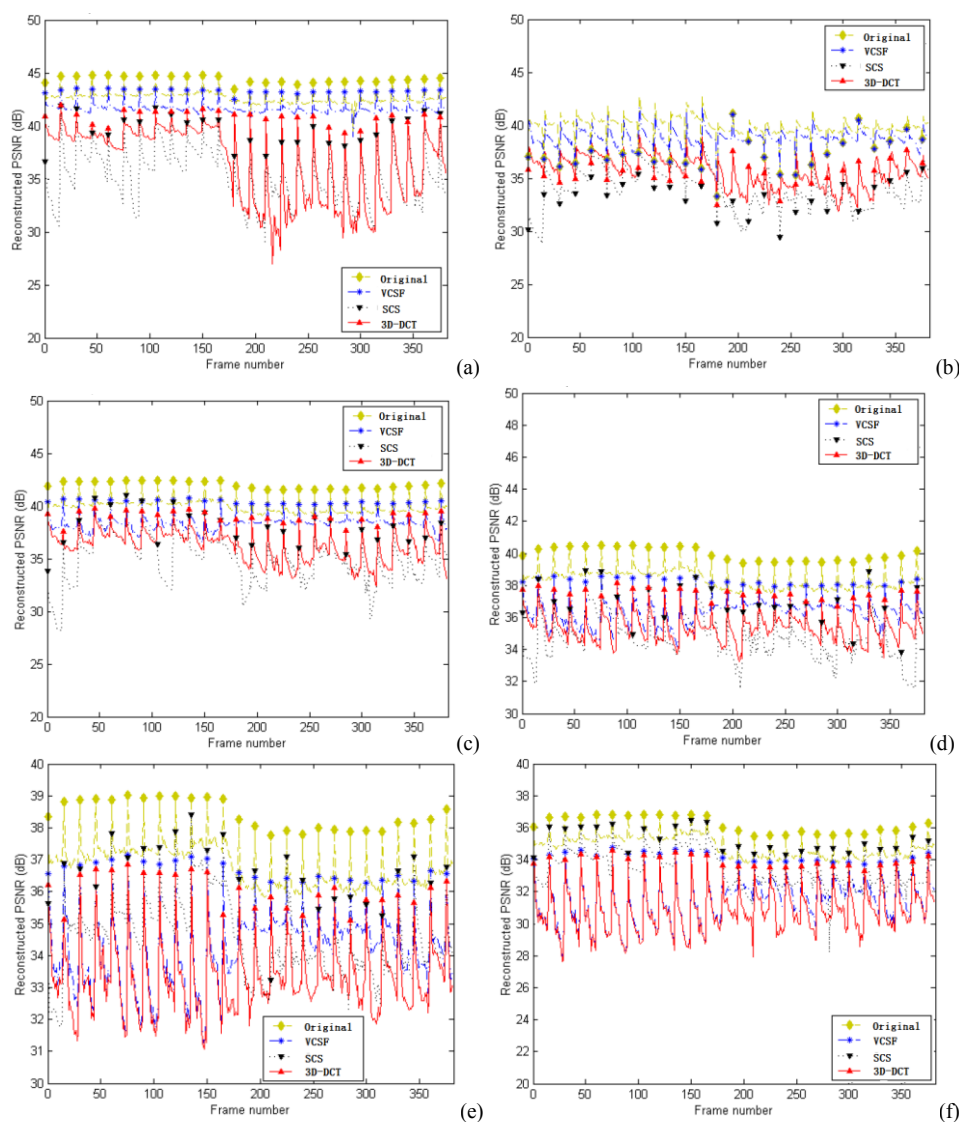 50
45
40
35
30
25
20
Reconstructed PSNR (dB)
0 50 100 150 200 250 300 350
Frame number
Original
VCSF
SCS
3D-DCT
(a)
50
45
40
35
30
25
20
Reconstructed PSNR (dB)
0 50 100 150 200 250 300 350
Frame number
Original
VCSF
SCS
3D-DCT
(b)
50
45
40
35
30
25
20
Reconstructed PSNR (dB)
0 50 100 150 200 250 300 350
Frame number
Original
VCSF
SCS
3D-DCT
(c)
50
48
46
44
42
40
38
36
34
32
30
Reconstructed PSNR (dB)
0 50 100 150 200 250 300 350
Frame number
Original
VCSF
SCS
3D-DCT
(d)
40
39
38
37
36
35
34
33
32
31
30
Reconstructed PSNR (dB)
0 50 100 150 200 250 300 350
Frame number
Original
VCSF
SCS
3D-DCT
(e)
40
38
36
34
32
30
28
26
24
22
20
Reconstructed PSNR (dB)
0 50 100 150 200 250 300 350
Frame number
Original
VCSF
SCS
3D-DCT
(f)